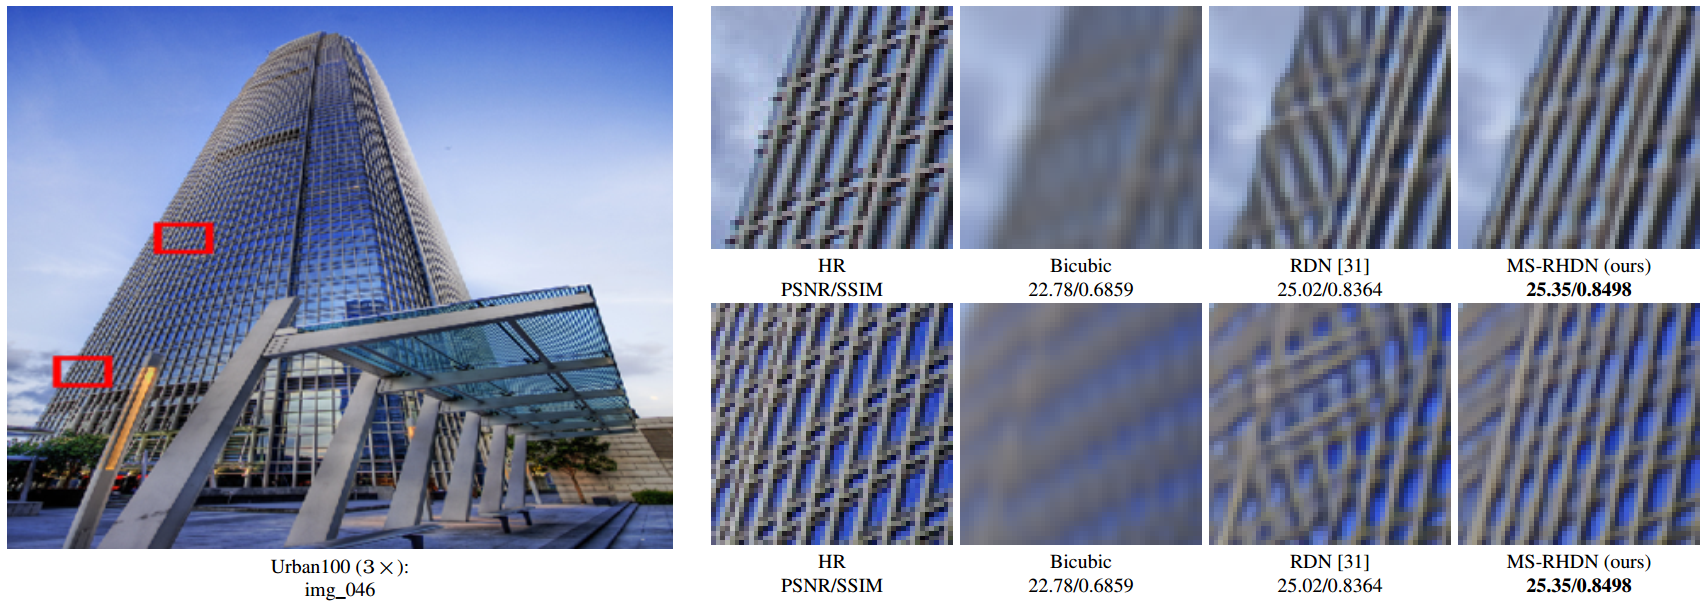 HR
PSNR/SSIM
Bicubic
22.78/0.6859
RDN [31]
25.02/0.8364
MS-RHDN (ours)
25.35/0.8498
HR
PSNR/SSIM
Bicubic
22.78/0.6859
RDN [31]
25.02/0.8364
MS-RHDN (ours)
25.35/0.8498
Urban100 (3×):
img_046